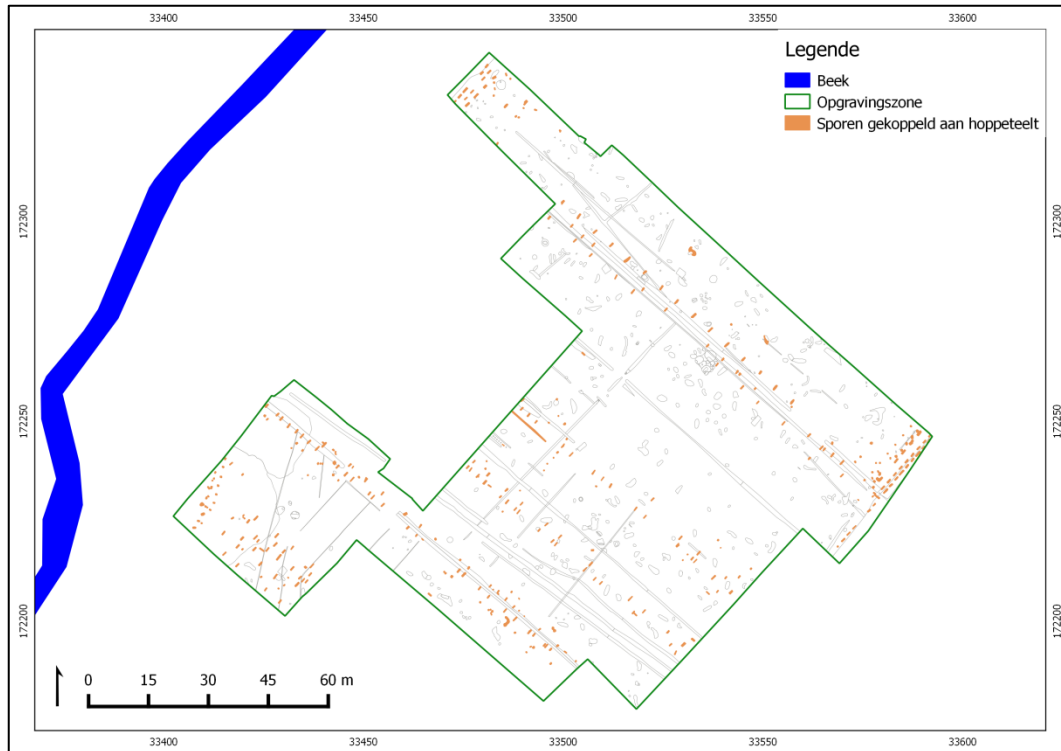 33400 33450 33500 33550 33600
Legende
Beek
Opgravingszone
Sporen gekoppeld aan hoppeteelt
172300 172300
172250 172250
172200 172200
0 15 30 45 60 m
33400 33450 33500 33550 33600